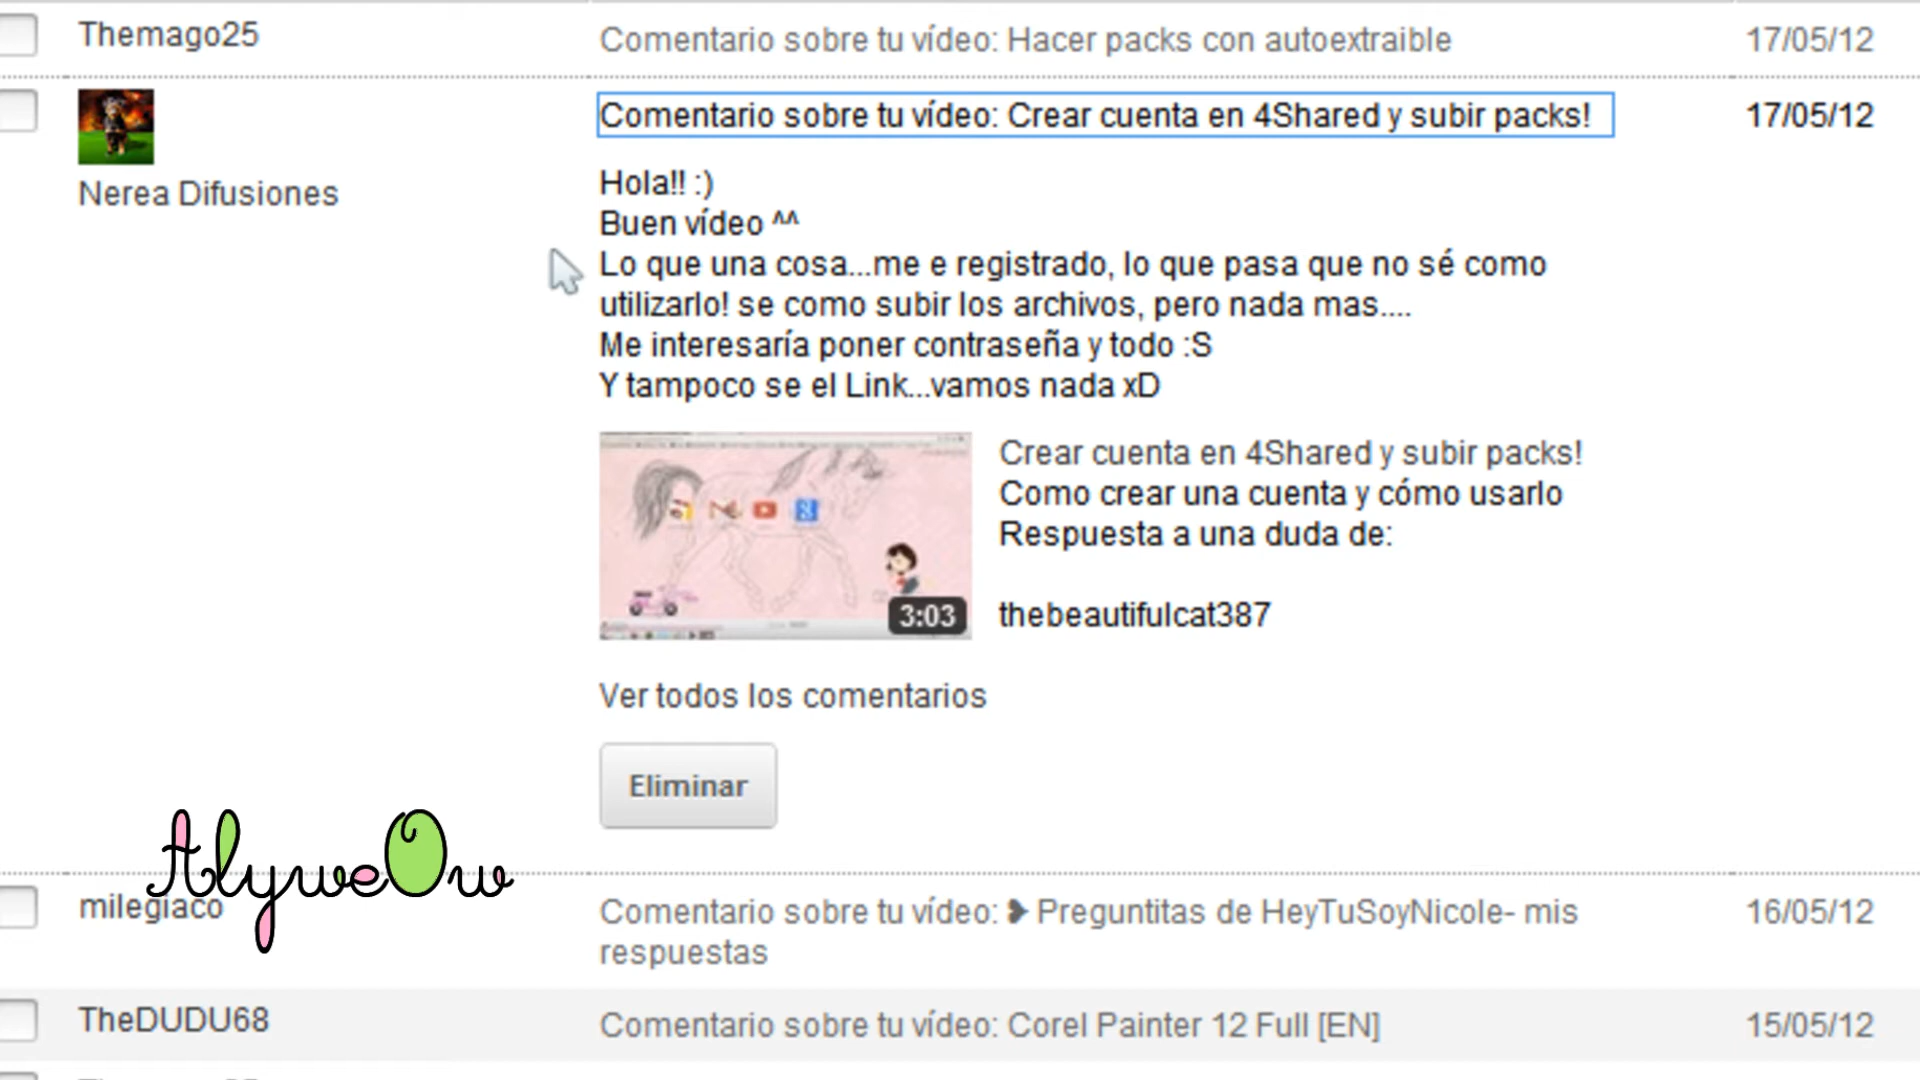 Themago25
Comentario sobre tu vídeo: Hacer packs con autoextraible
17/05/12
Comentario sobre tu vídeo: Crear cuenta en 4Shared y subir packs!
17/05/12
Nerea Difusiones
Hola!! :)
Buen vídeo ^^
Lo que una cosa...me e registrado, lo que pasa que no sé como
utilizarlo! se como subir los archivos, pero nada mas....
Me interesaría poner contraseña y todo :S
Y tampoco se el Link...vamos nada xD
Crear cuenta en 4Shared y subir packs!
Como crear una cuenta y cómo usarlo
Respuesta a una duda de:
thebeautifulcat387
3:03
Ver todos los comentarios
Eliminar
AlyweOw
milegiaco
Comentario sobre tu vídeo: ❥ Preguntitas de HeyTuSoyNicole- mis
respuestas
16/05/12
TheDUDU68
Comentario sobre tu vídeo: Corel Painter 12 Full [EN]
15/05/12